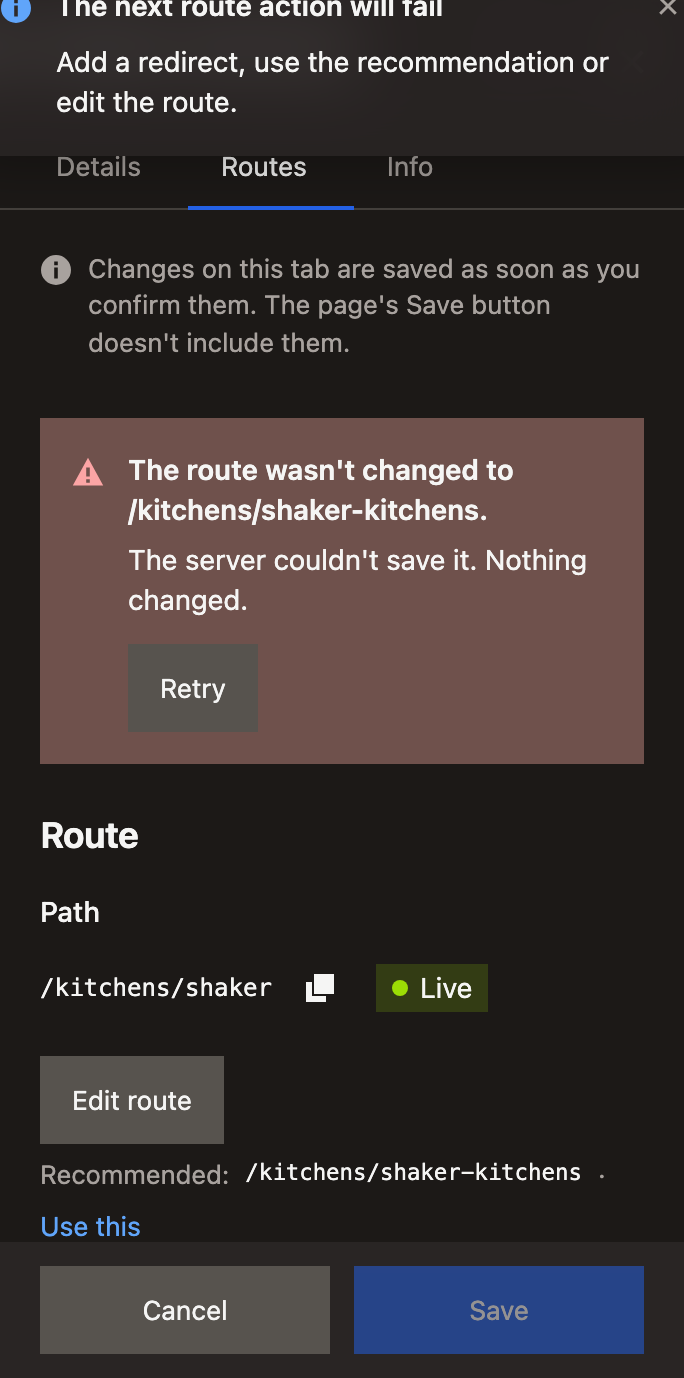 The next route action will fail
Add a redirect, use the recommendation or
edit the route.
Details Routes Info
Changes on this tab are saved as soon as you
confirm them. The page's Save button
doesn't include them.
The route wasn't changed to
/kitchens/shaker-kitchens.
The server couldn't save it. Nothing
changed.
Retry
Route
Path
/kitchens/shaker Live
Edit route
Recommended: /kitchens/shaker-kitchens .
Use this
Cancel Save